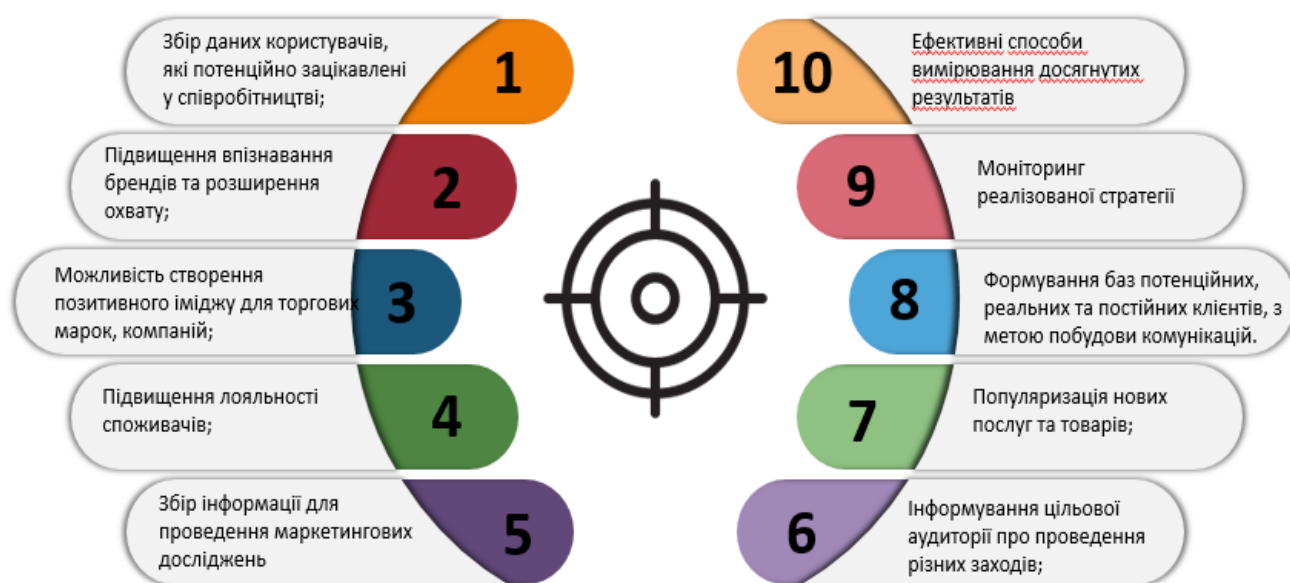 Збір даних користувачів,
які потенційно зацікавлені
у співробітництві;
1
Підвищення впізнавання
брендів та розширення
охвату;
2
Можливість створення
позитивного іміджу для торгових
марок, компаній;
3
Підвищення лояльності
споживачів;
4
Збір інформації для
проведення маркетингових
досліджень
5
10
Ефективні способи
вимірювання досягнутих
результатів
9
Моніторинг
реалізованої стратегії
8
Формування баз потенційних,
реальних та постійних клієнтів, з
метою побудови комунікацій.
7
Популяризація нових
послуг та товарів;
6
Інформування цільової
аудиторії про проведення
різних заходів;